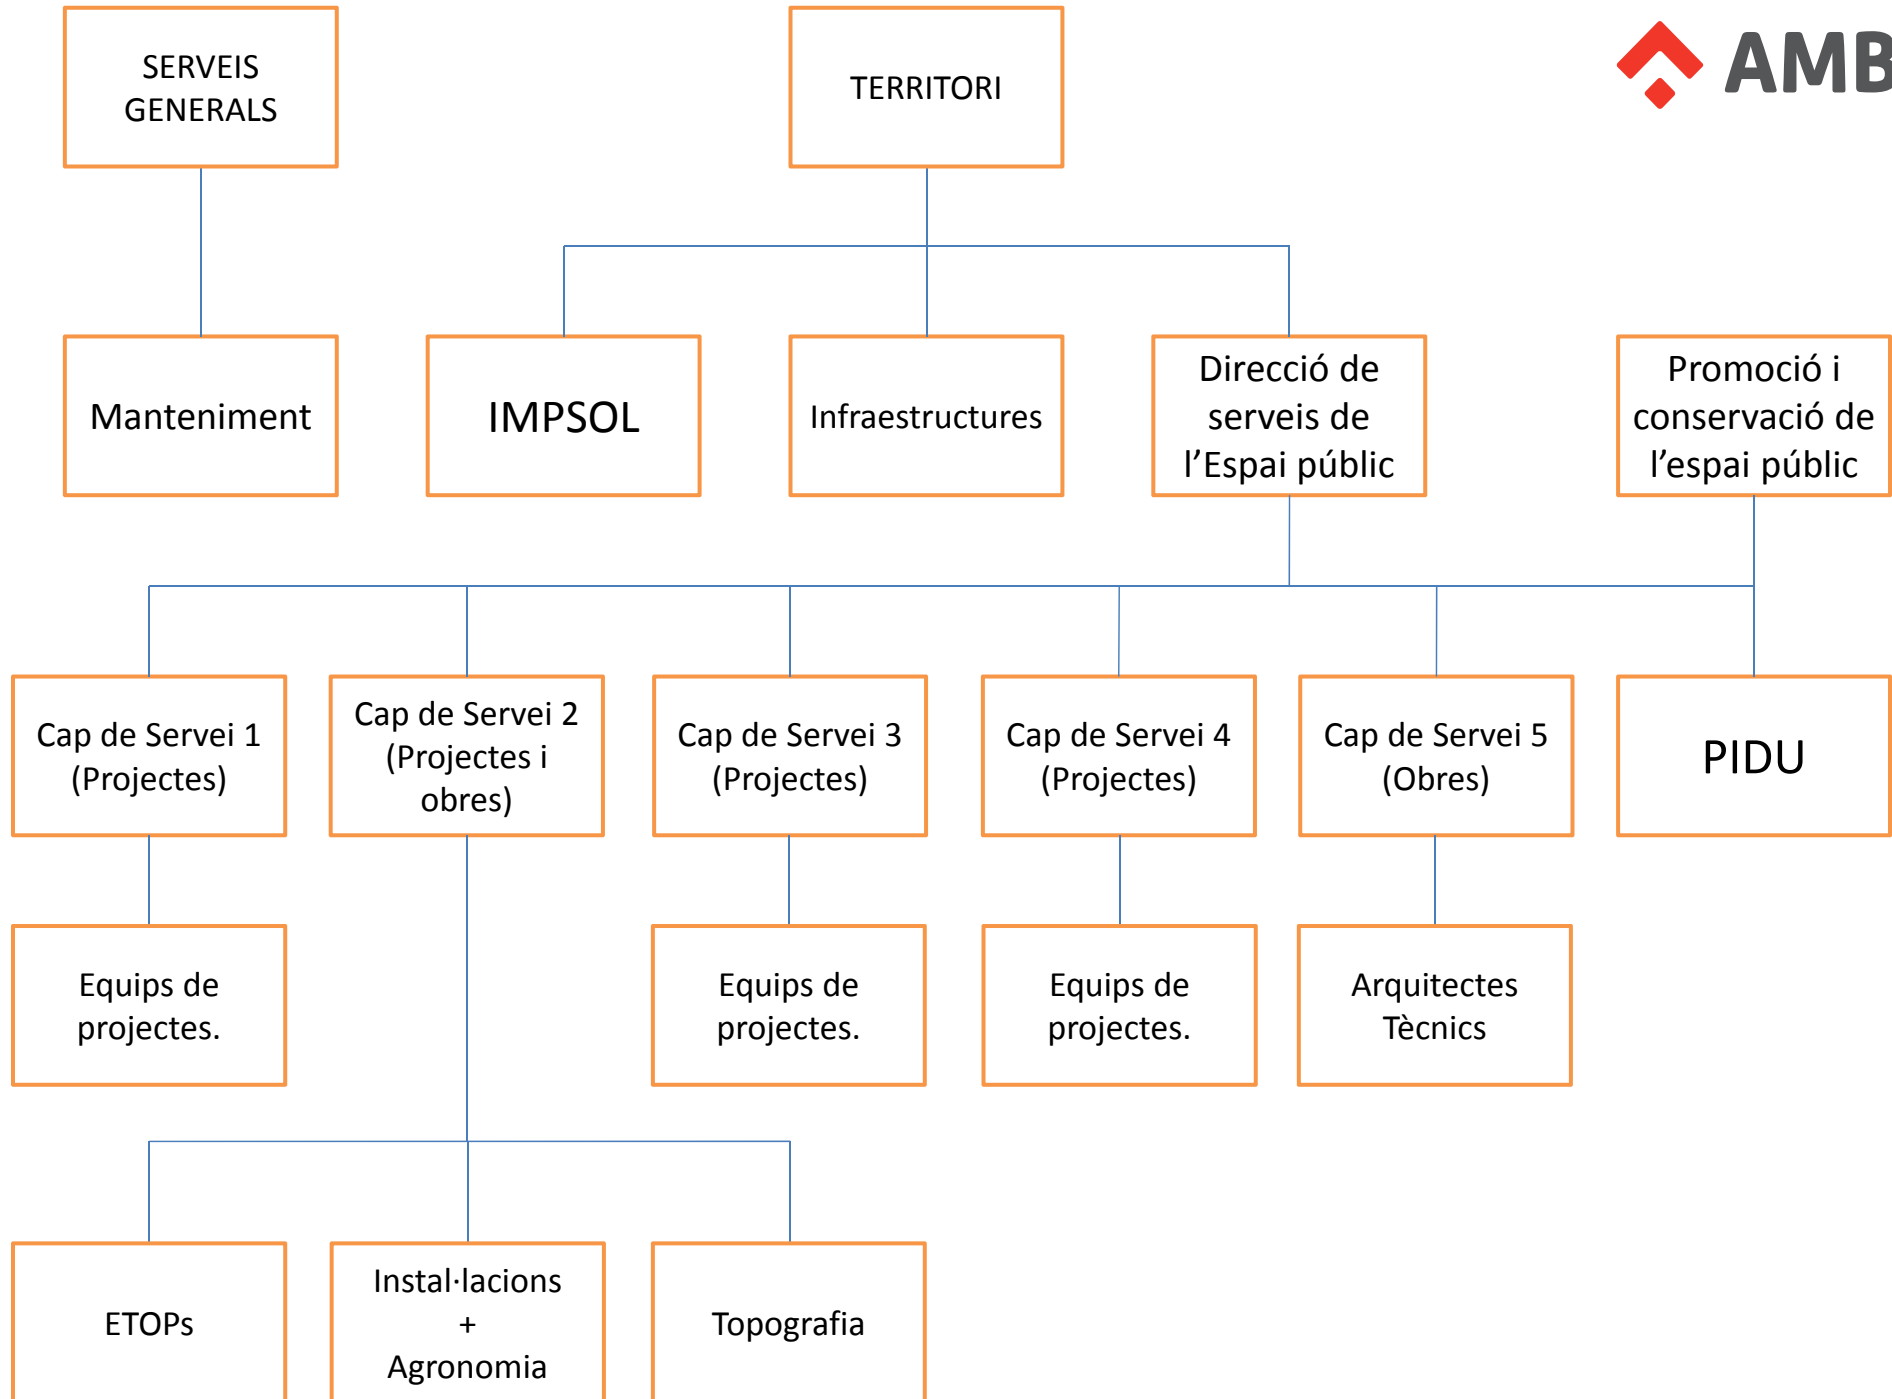 SERVEIS
GENERALS
TERRITORI
AMB
Manteniment
IMPSOL
Infraestructures
Direcció de
serveis de
l’Espai públic
Promoció i
conservació de
l’espai públic
Cap de Servei 1
(Projectes)
Cap de Servei 2
(Projectes i
obres)
Cap de Servei 3
(Projectes)
Cap de Servei 4
(Projectes)
Cap de Servei 5
(Obres)
PIDU
Equips de
projectes.
Equips de
projectes.
Equips de
projectes.
Arquitectes
Tècnics
ETOPs
Instal·lacions
+
Agronomia
Topografia